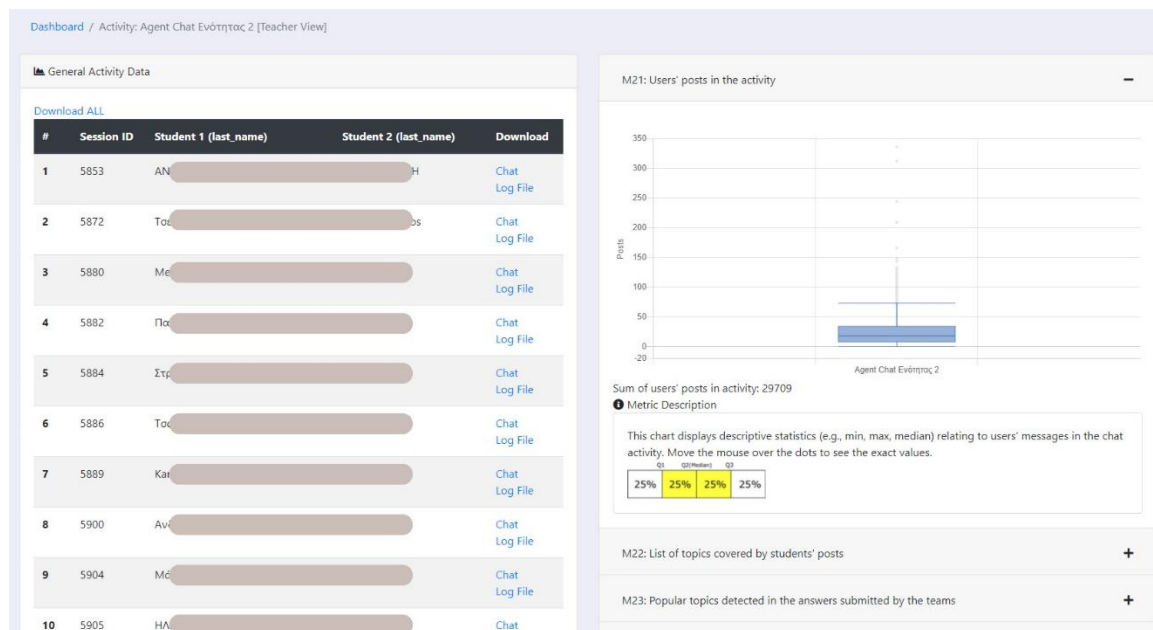 Dashboard / Activity: Agent Chat Ενότητας 2 [Teacher View]
General Activity Data
Download ALL
# Session ID Student 1 (last_name) Student 2 (last_name) Download
1 5853 ΑΝ Η Chat
Log File
2 5872 Τσε os Chat
Log File
3 5880 Με Chat
Log File
4 5882 Πα Chat
Log File
5 5884 Στρ Chat
Log File
6 5886 Τσ Chat
Log File
7 5889 Κα Chat
Log File
8 5900 Αν Chat
Log File
9 5904 Μά Chat
Log File
10 5905 ΗΛ Chat
M21: Users' posts in the activity
350
300
250
200
150
100
50
0
-20
Posts
Agent Chat Ενότητας 2
Sum of users' posts in activity: 29709
Metric Description
This chart displays descriptive statistics (e.g., min, max, median) relating to users' messages in the chat
activity. Move the mouse over the dots to see the exact values.
Q1 Q2(Median) Q3
25% 25% 25% 25%
M22: List of topics covered by students' posts
M23: Popular topics detected in the answers submitted by the teams